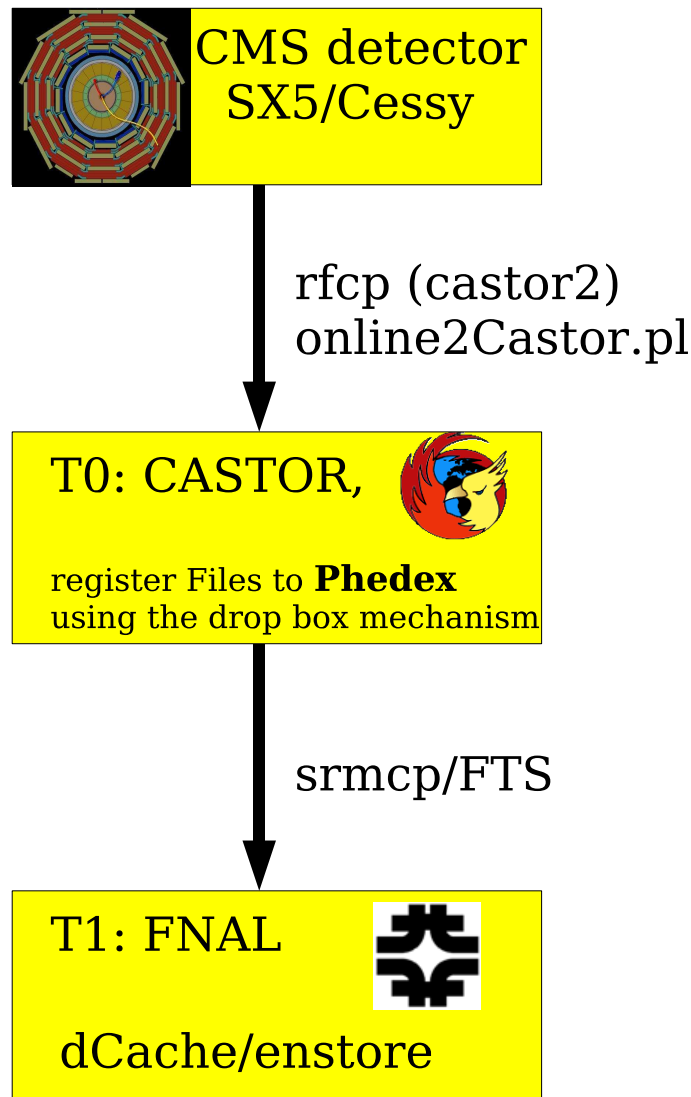 CMS detector
SX5/Cessy
rfcp (castor2)
online2Castor.pl
T0: CASTOR,
register Files to Phedex
using the drop box mechanism
srmcp/FTS
T1: FNAL
dCache/enstore